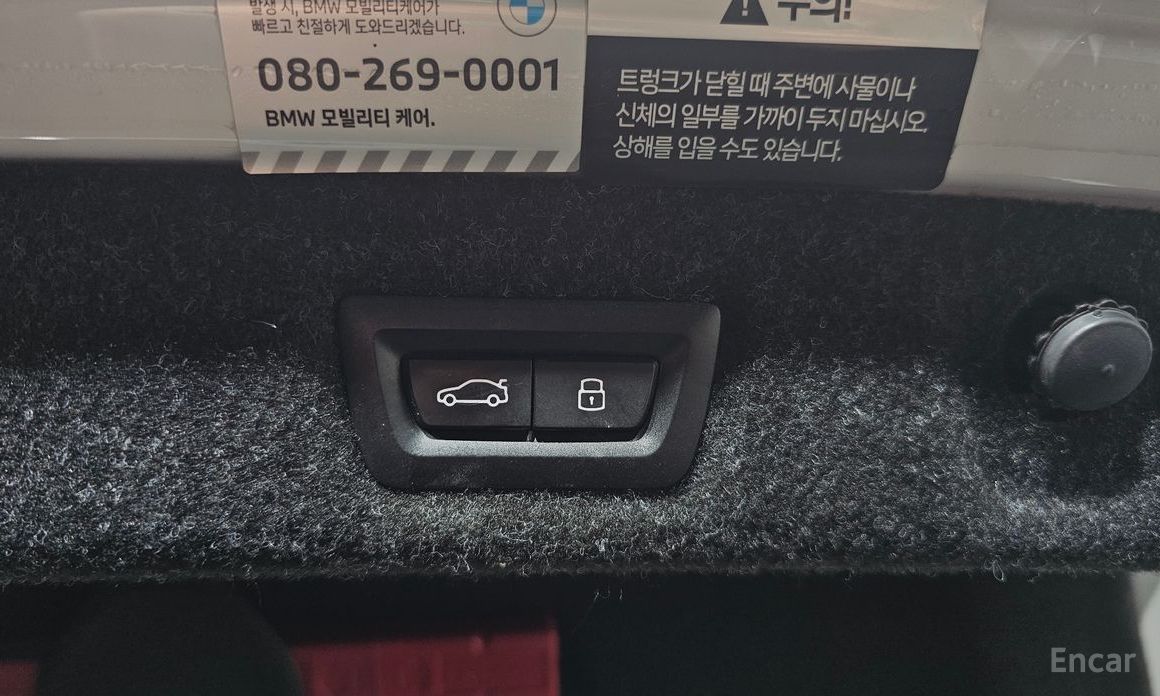 발생 시, BMW 모빌리티케어가
빠르고 친절하게 도와드리겠습니다.
080-269-0001
BMW 모빌리티 케어.
주의!
트렁크가 닫힐 때 주변에 사물이나
신체의 일부를 가까이 두지 마십시오.
상해를 입을 수도 있습니다.
Encar